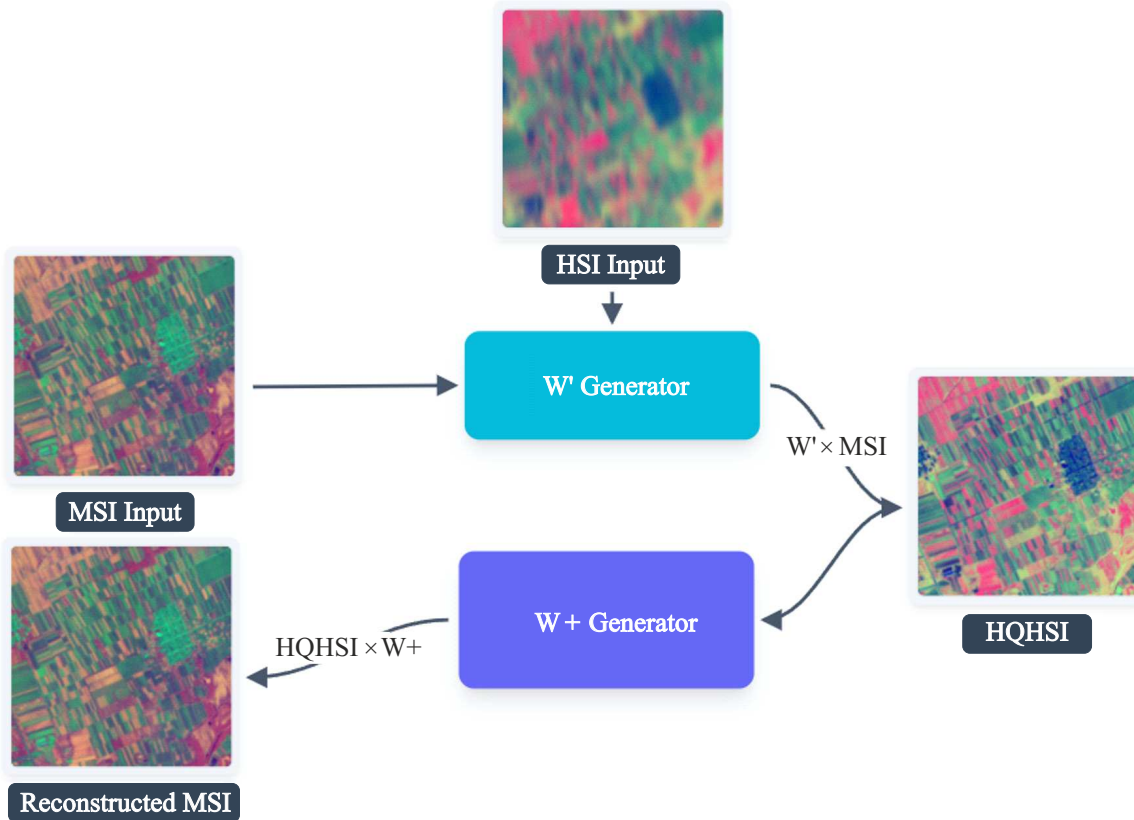 HSI Input
W' Generator
W' × MSI
MSI Input
W+ Generator
HQHSI
HQHSI × W+
Reconstructed MSI